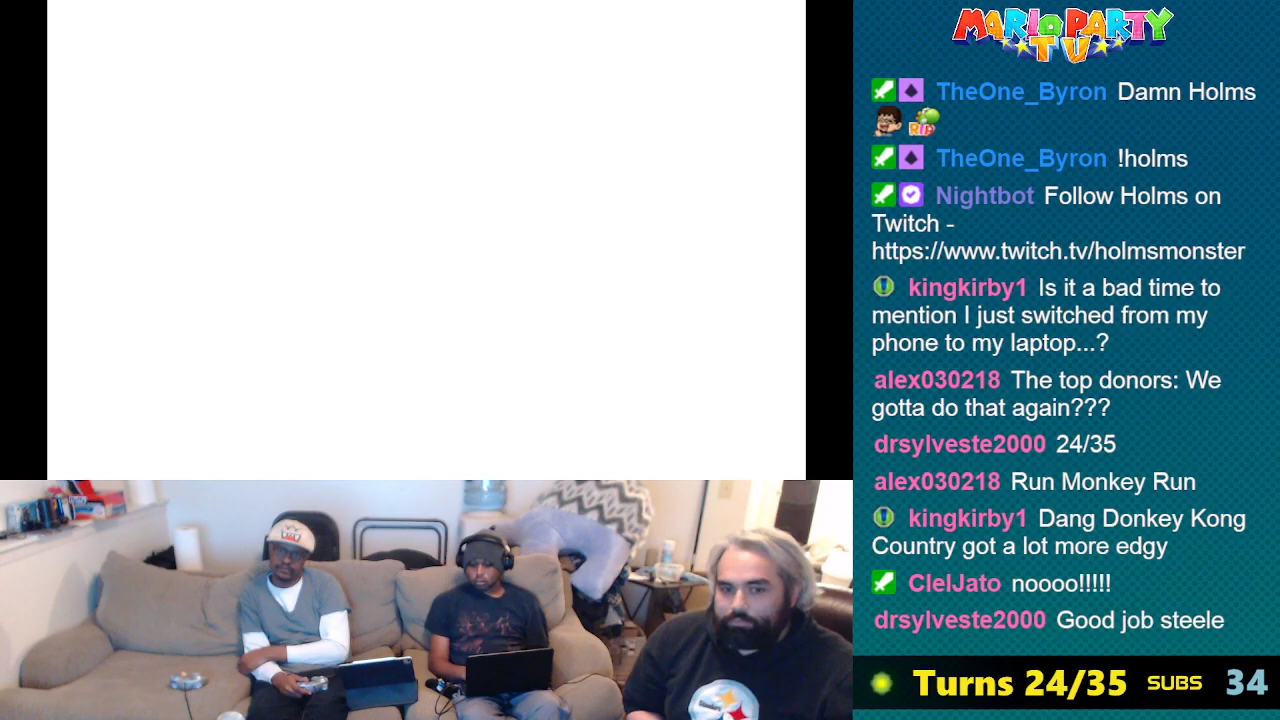 MARIO PARTY
TV
TheOne_Byron Damn Holms
RIP
TheOne_Byron !holms
Nightbot Follow Holms on
Twitch -
https://www.twitch.tv/holmsmonster
kingkirby1 Is it a bad time to
mention I just switched from my
phone to my laptop...?
alex030218 The top donors: We
gotta do that again???
drsylveste2000 24/35
alex030218 Run Monkey Run
kingkirby1 Dang Donkey Kong
Country got a lot more edgy
ClelJato noooo!!!!!
drsylveste2000 Good job steele
Turns 24/35 SUBS 34